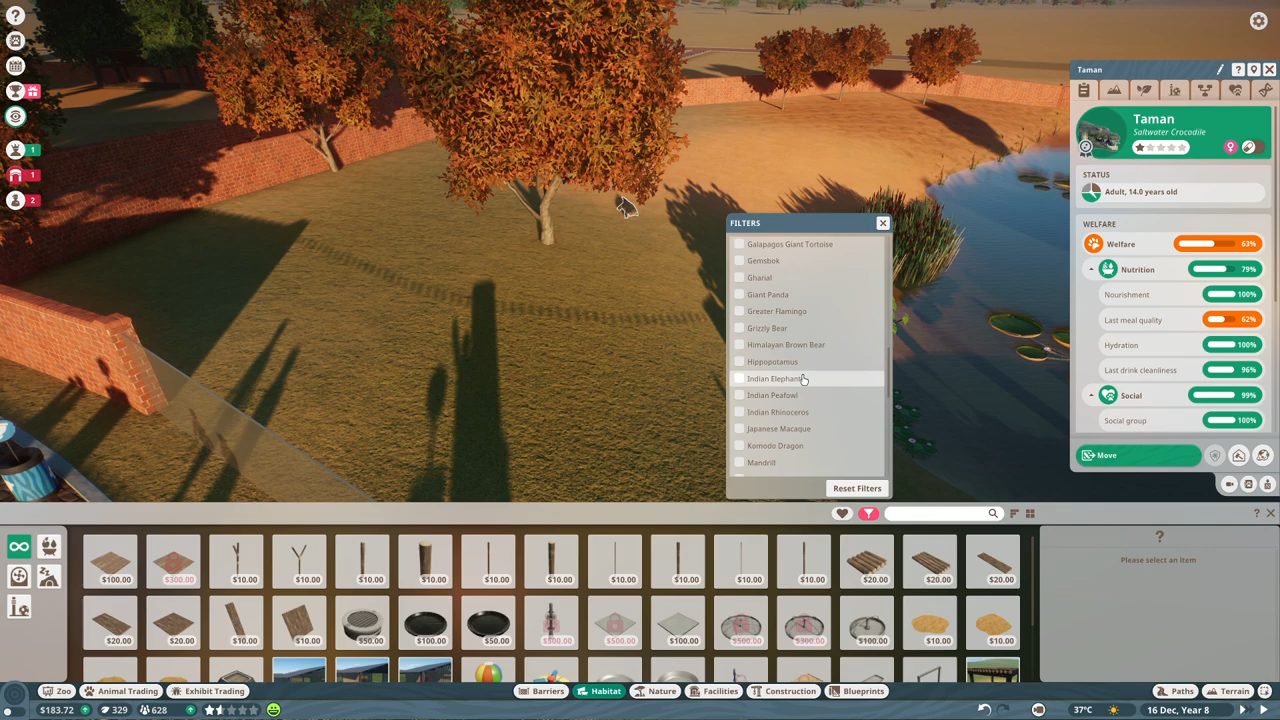 ?
1
1
2
Taman
?
Taman
Saltwater Crocodile
STATUS
Adult, 14.0 years old
WELFARE
Welfare 63%
Nutrition 79%
Nourishment 100%
Last meal quality 62%
Hydration 100%
Last drink cleanliness 96%
Social 99%
Social group 100%
Move
FILTERS
Galapagos Giant Tortoise
Gemsbok
Gharial
Giant Panda
Greater Flamingo
Grizzly Bear
Himalayan Brown Bear
Hippopotamus
Indian Elephant
Indian Peafowl
Indian Rhinoceros
Japanese Macaque
Komodo Dragon
Mandrill
Reset Filters
?
?
Please select an item
$100.00 $300.00 $10.00 $10.00 $10.00 $10.00 $10.00 $10.00 $10.00 $10.00 $10.00 $10.00 $20.00 $20.00 $20.00
$20.00 $20.00 $10.00 $10.00 $50.00 $100.00 $50.00 $500.00 $500.00 $100.00 $500.00 $300.00 $100.00 $10.00 $10.00
Zoo Animal Trading Exhibit Trading Barriers Habitat Nature Facilities Construction Blueprints Paths Terrain
$183.72 329 628 37°C 16 Dec, Year 8